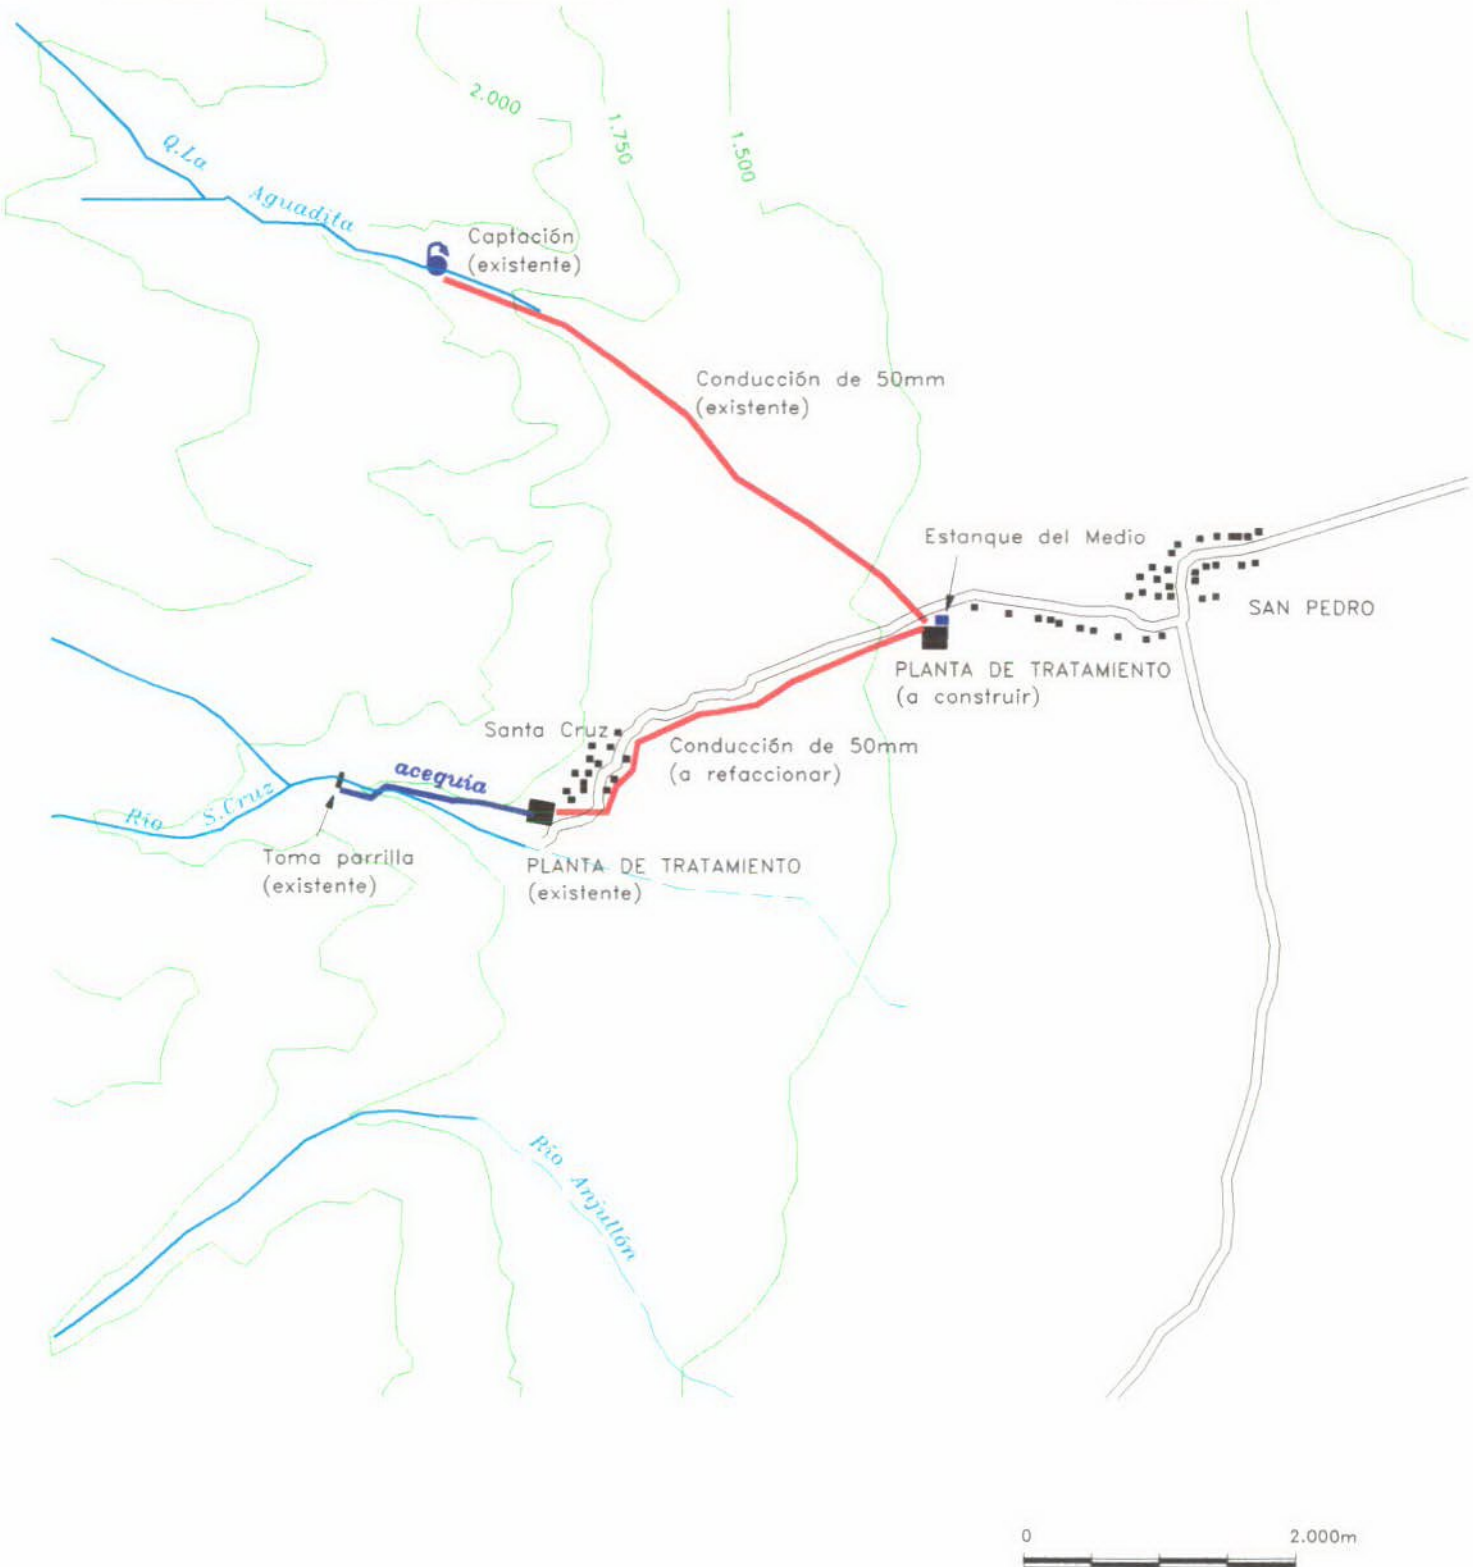 2.000
1.750
1.500
Q.La
Aguadita
Captación
(existente)
Conducción de 50mm
(existente)
Estanque del Medio
SAN PEDRO
PLANTA DE TRATAMIENTO
(a construir)
Santa Cruz
Conducción de 50mm
(a refaccionar)
acequia
Río S.Cruz
Toma parrilla
(existente)
PLANTA DE TRATAMIENTO
(existente)
Río Anjullón
0 2.000m